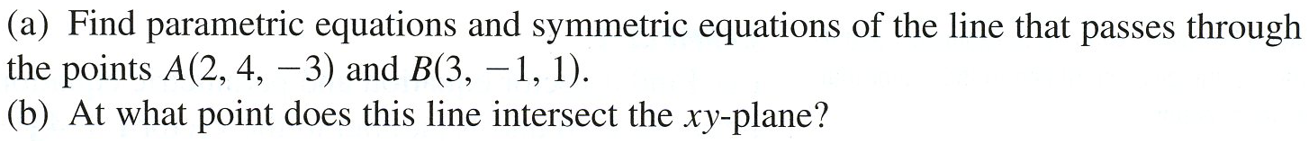 (a) Find parametric equations and symmetric equations of the line that passes through
the points A(2, 4, −3) and B(3, −1, 1).
(b) At what point does this line intersect the xy-plane?